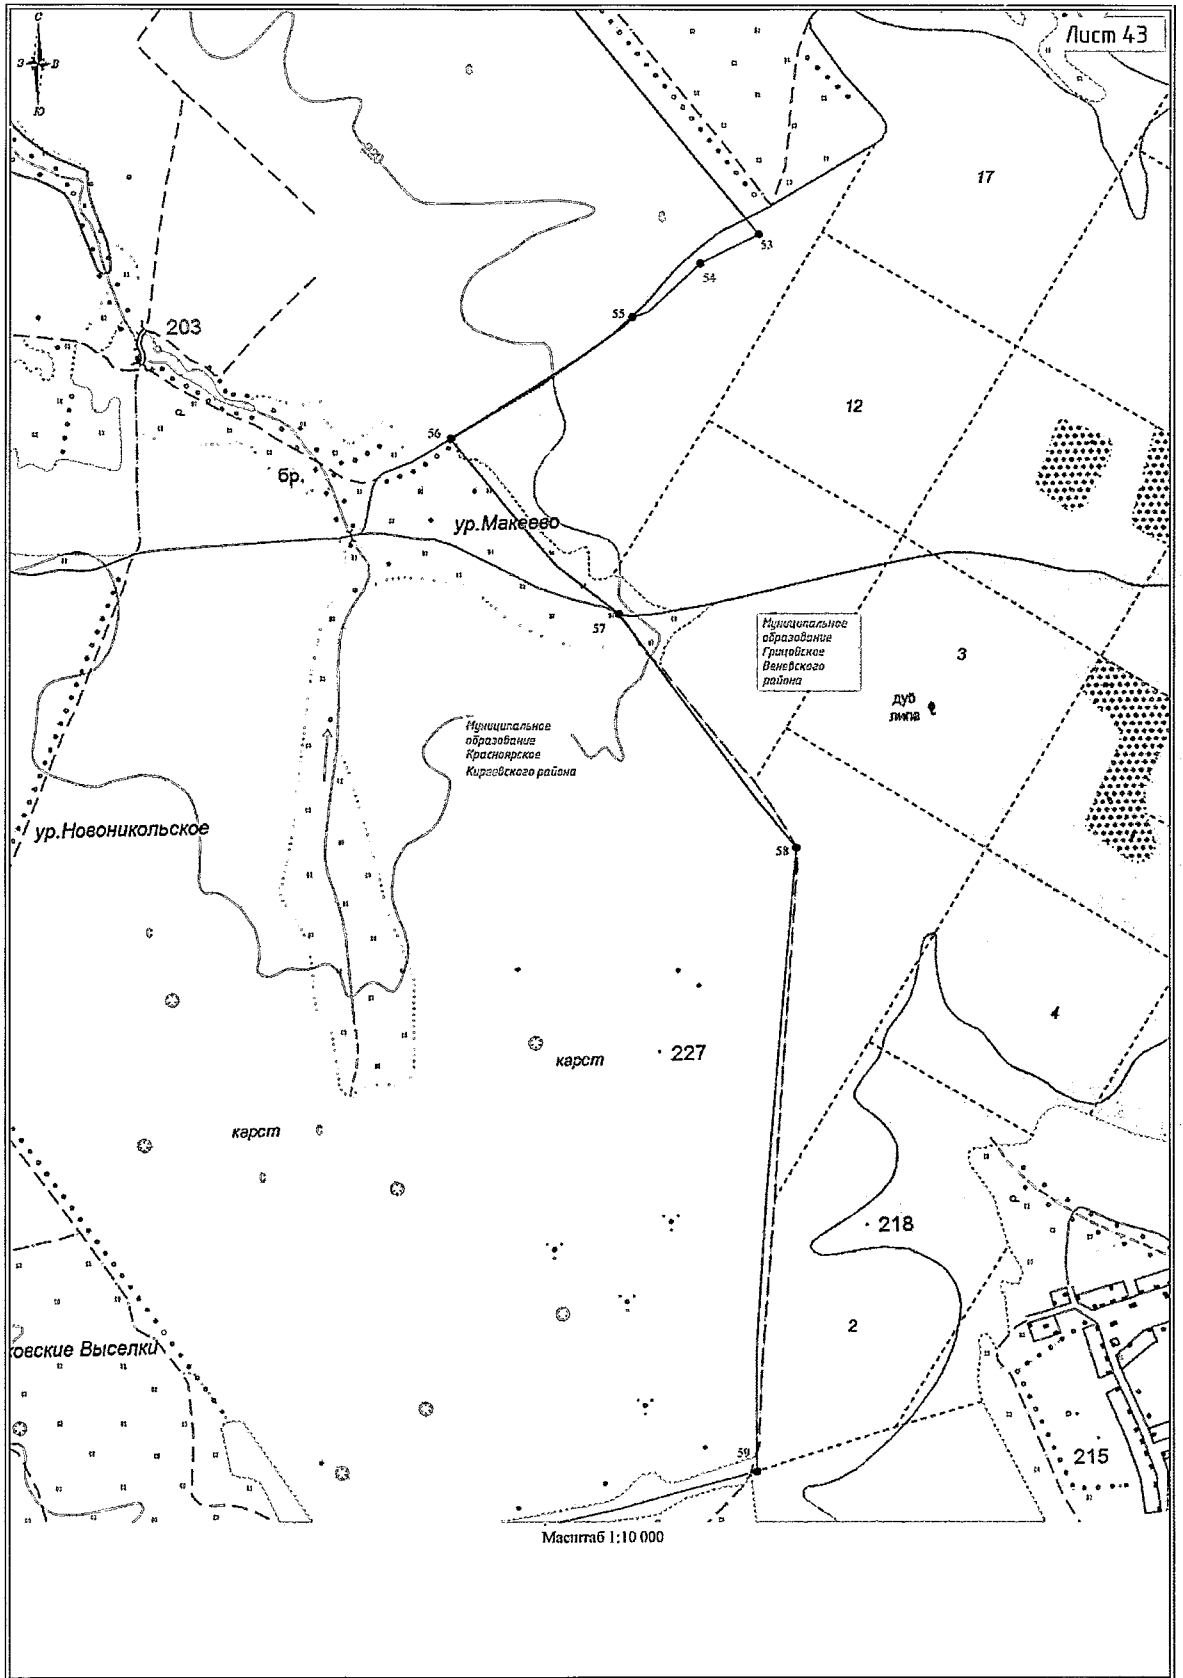 Лист 43
С
З В
Ю
220
17
53
54
55
203
12
56
бр.
ур.Макеево
57
Муниципальное
образование
Грицовское
Веневского
района
3
дуб
липа
Муниципальное
образование
Красноярское
Киреевского района
ур.Новоникольское
58
4
карст
227
карст
218
2
овские Выселки
59
215
Масштаб 1:10 000